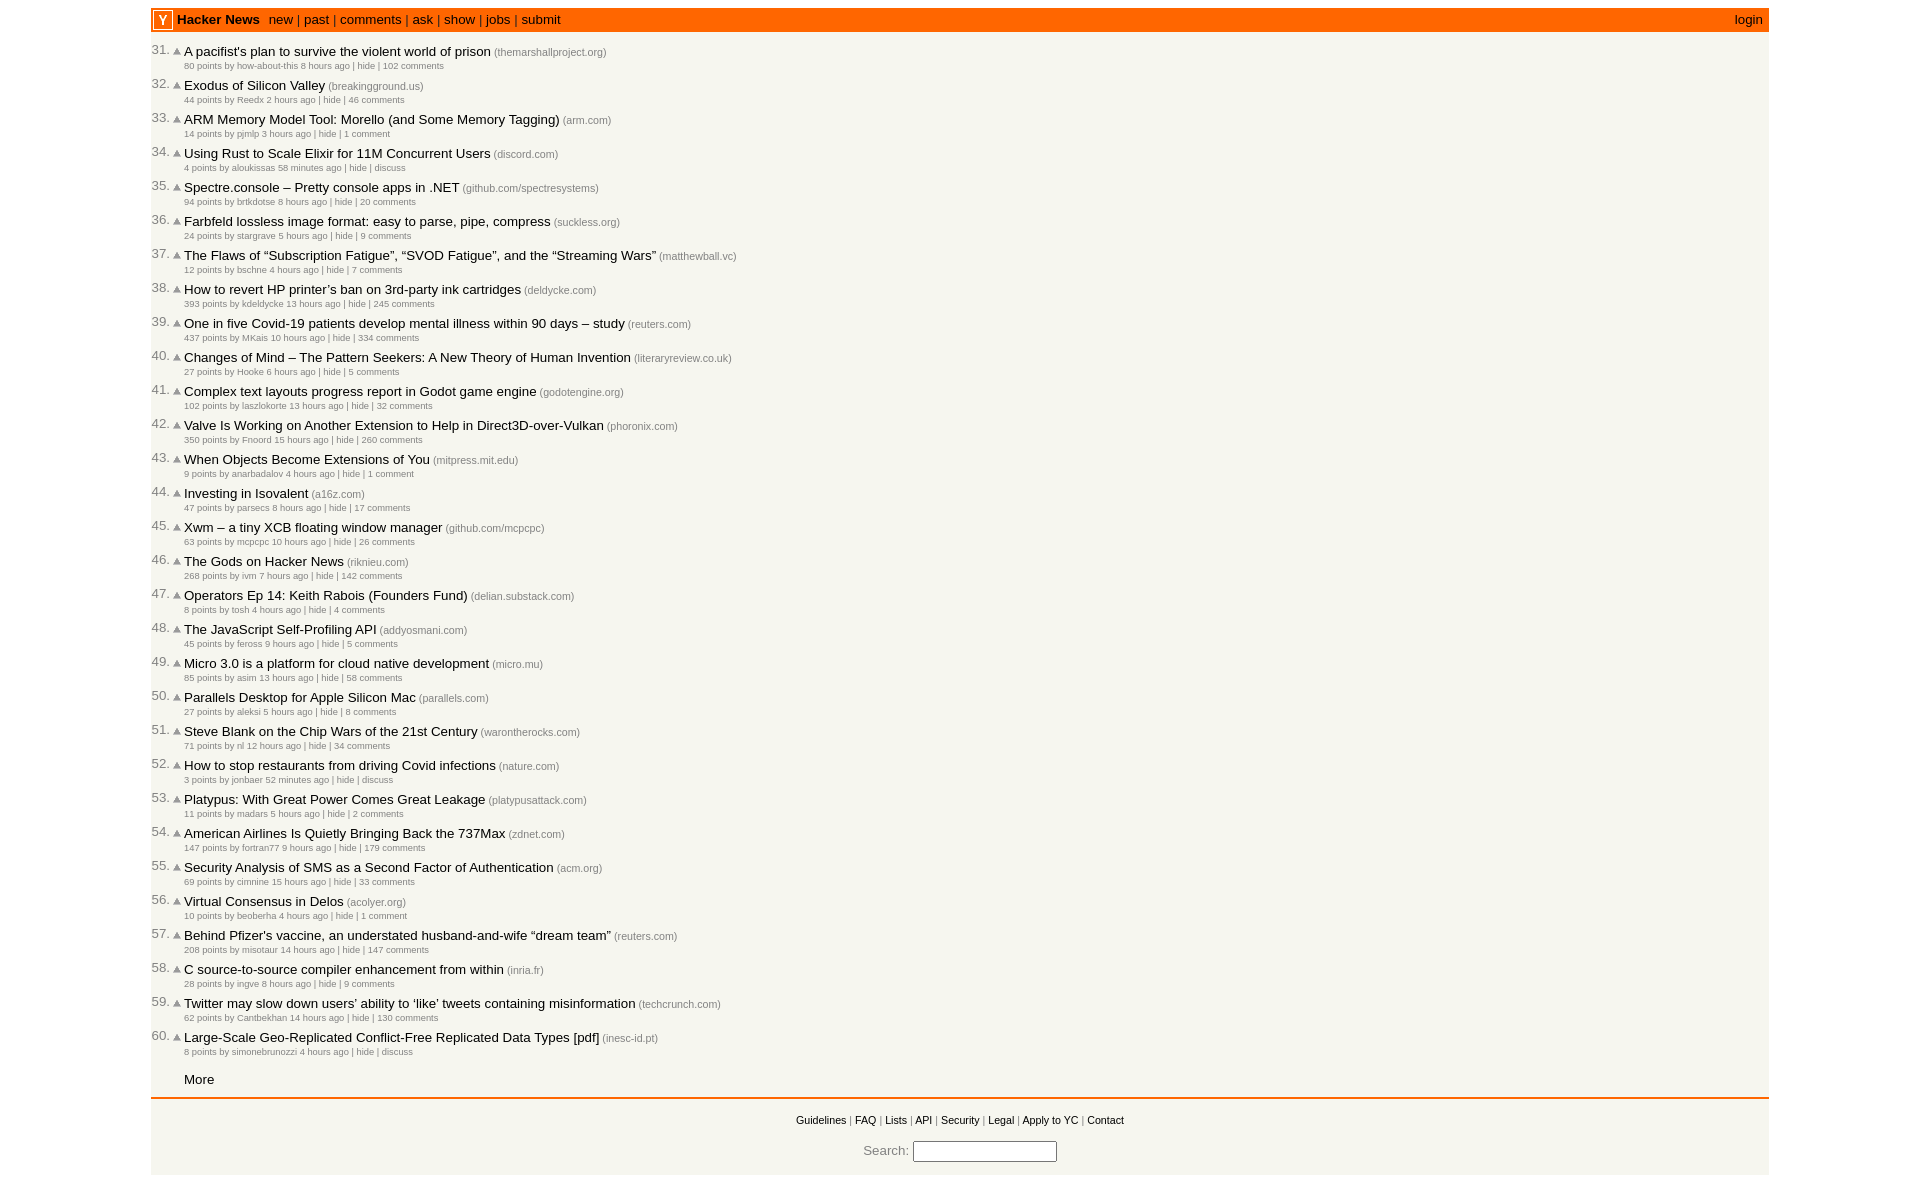 Y Hacker News new | past | comments | ask | show | jobs | submit login
31. A pacifist's plan to survive the violent world of prison (themarshallproject.org)
80 points by how-about-this 8 hours ago | hide | 102 comments
32. Exodus of Silicon Valley (breakingground.us)
44 points by Reedx 2 hours ago | hide | 46 comments
33. ARM Memory Model Tool: Morello (and Some Memory Tagging) (arm.com)
14 points by pjmlp 3 hours ago | hide | 1 comment
34. Using Rust to Scale Elixir for 11M Concurrent Users (discord.com)
4 points by aloukissas 58 minutes ago | hide | discuss
35. Spectre.console – Pretty console apps in .NET (github.com/spectresystems)
94 points by brtkdotse 8 hours ago | hide | 20 comments
36. Farbfeld lossless image format: easy to parse, pipe, compress (suckless.org)
24 points by stargrave 5 hours ago | hide | 9 comments
37. The Flaws of “Subscription Fatigue”, “SVOD Fatigue”, and the “Streaming Wars” (matthewball.vc)
12 points by bschne 4 hours ago | hide | 7 comments
38. How to revert HP printer’s ban on 3rd-party ink cartridges (deldycke.com)
393 points by kdeldycke 13 hours ago | hide | 245 comments
39. One in five Covid-19 patients develop mental illness within 90 days – study (reuters.com)
437 points by MKais 10 hours ago | hide | 334 comments
40. Changes of Mind – The Pattern Seekers: A New Theory of Human Invention (literaryreview.co.uk)
27 points by Hooke 6 hours ago | hide | 5 comments
41. Complex text layouts progress report in Godot game engine (godotengine.org)
102 points by laszlokorte 13 hours ago | hide | 32 comments
42. Valve Is Working on Another Extension to Help in Direct3D-over-Vulkan (phoronix.com)
350 points by Fnoord 15 hours ago | hide | 260 comments
43. When Objects Become Extensions of You (mitpress.mit.edu)
9 points by anarbadalov 4 hours ago | hide | 1 comment
44. Investing in Isovalent (a16z.com)
47 points by parsecs 8 hours ago | hide | 17 comments
45. Xwm – a tiny XCB floating window manager (github.com/mcpcpc)
63 points by mcpcpc 10 hours ago | hide | 26 comments
46. The Gods on Hacker News (riknieu.com)
268 points by ivm 7 hours ago | hide | 142 comments
47. Operators Ep 14: Keith Rabois (Founders Fund) (delian.substack.com)
8 points by tosh 4 hours ago | hide | 4 comments
48. The JavaScript Self-Profiling API (addyosmani.com)
45 points by feross 9 hours ago | hide | 5 comments
49. Micro 3.0 is a platform for cloud native development (micro.mu)
85 points by asim 13 hours ago | hide | 58 comments
50. Parallels Desktop for Apple Silicon Mac (parallels.com)
27 points by aleksi 5 hours ago | hide | 8 comments
51. Steve Blank on the Chip Wars of the 21st Century (warontherocks.com)
71 points by nl 12 hours ago | hide | 34 comments
52. How to stop restaurants from driving Covid infections (nature.com)
3 points by jonbaer 52 minutes ago | hide | discuss
53. Platypus: With Great Power Comes Great Leakage (platypusattack.com)
11 points by madars 5 hours ago | hide | 2 comments
54. American Airlines Is Quietly Bringing Back the 737Max (zdnet.com)
147 points by fortran77 9 hours ago | hide | 179 comments
55. Security Analysis of SMS as a Second Factor of Authentication (acm.org)
69 points by cimnine 15 hours ago | hide | 33 comments
56. Virtual Consensus in Delos (acolyer.org)
10 points by beoberha 4 hours ago | hide | 1 comment
57. Behind Pfizer's vaccine, an understated husband-and-wife “dream team” (reuters.com)
208 points by misotaur 14 hours ago | hide | 147 comments
58. C source-to-source compiler enhancement from within (inria.fr)
28 points by ingve 8 hours ago | hide | 9 comments
59. Twitter may slow down users’ ability to ‘like’ tweets containing misinformation (techcrunch.com)
62 points by Cantbekhan 14 hours ago | hide | 130 comments
60. Large-Scale Geo-Replicated Conflict-Free Replicated Data Types [pdf] (inesc-id.pt)
8 points by simonebrunozzi 4 hours ago | hide | discuss
More
Guidelines | FAQ | Lists | API | Security | Legal | Apply to YC | Contact
Search: